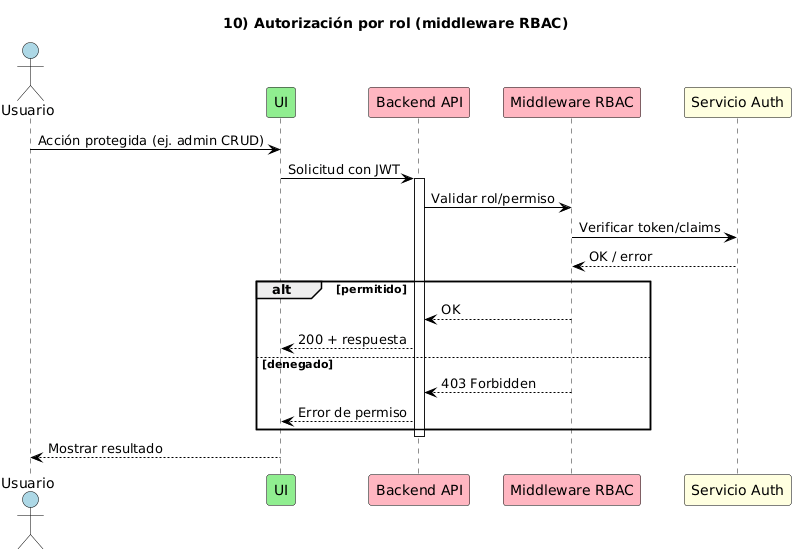 10) Autorización por rol (middleware RBAC)
Usuario
UI
Backend API
Middleware RBAC
Servicio Auth
Acción protegida (ej. admin CRUD)
Solicitud con JWT
Validar rol/permiso
Verificar token/claims
OK / error
alt
[permitido]
OK
200 + respuesta
[denegado]
403 Forbidden
Error de permiso
Mostrar resultado
Usuario
UI
Backend API
Middleware RBAC
Servicio Auth